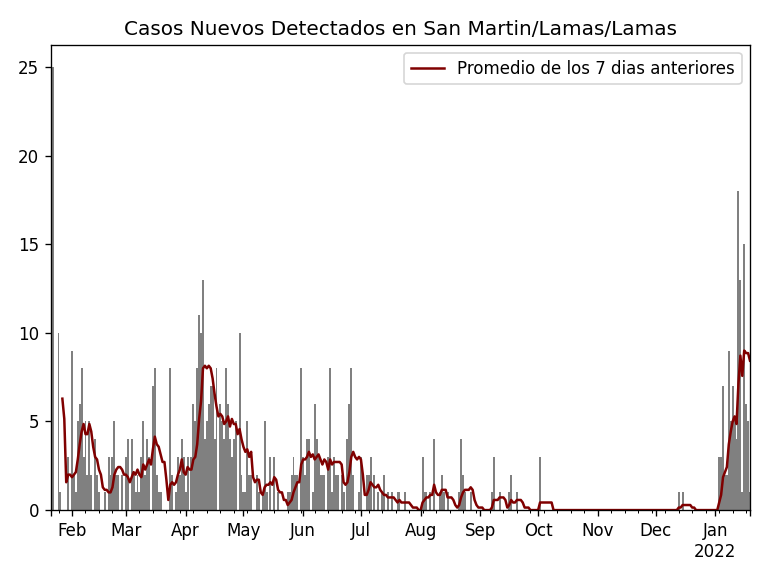 Casos Nuevos Detectados en San Martin/Lamas/Lamas
Promedio de los 7 dias anteriores
25
20
15
10
5
0
Feb Mar Apr May Jun Jul Aug Sep Oct Nov Dec Jan
2022